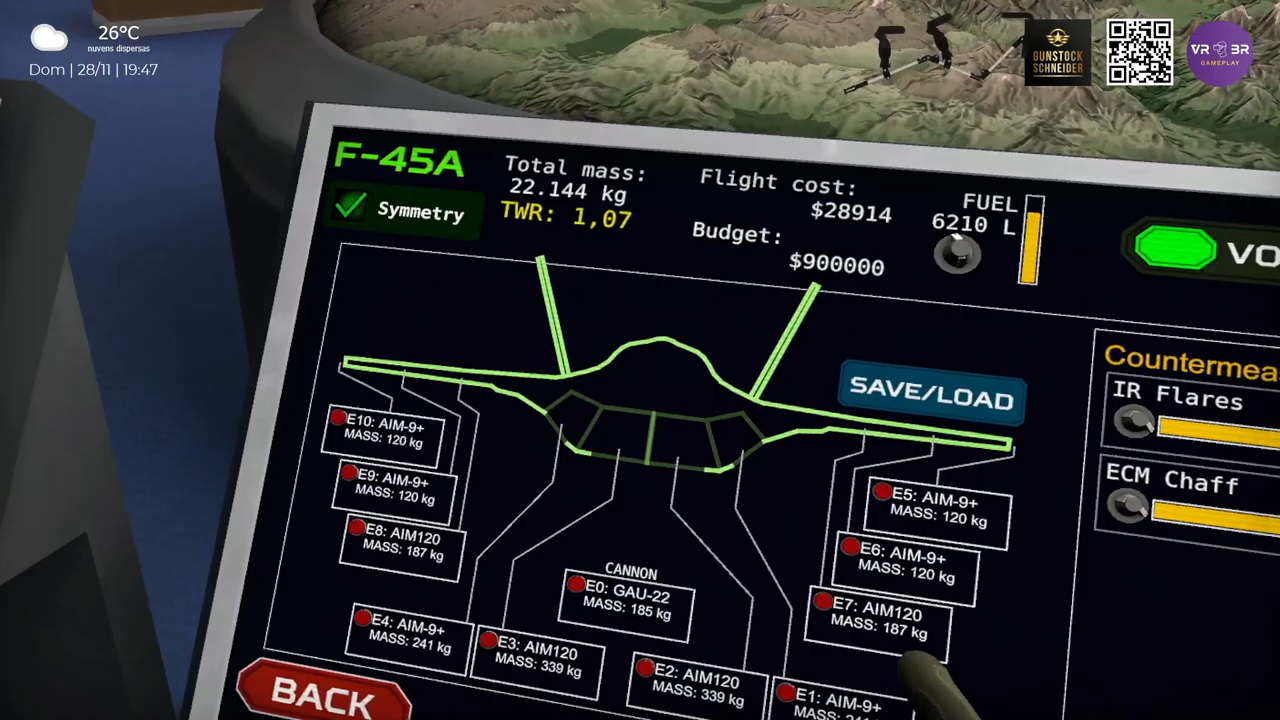 26°C
nuvens dispersas
Dom | 28/11 | 19:47
GUNSTOCK
SCHNEIDER
VR BR
GAMEPLAY
F-45A
Symmetry
Total mass:
22.144 kg
TWR: 1,07
Flight cost:
$28914
Budget:
$900000
FUEL
6210 L
VO
SAVE/LOAD
Countermea
IR Flares
ECM Chaff
E10: AIM-9+
MASS: 120 kg
E9: AIM-9+
MASS: 120 kg
E8: AIM120
MASS: 187 kg
E5: AIM-9+
MASS: 120 kg
E6: AIM-9+
MASS: 120 kg
E7: AIM120
MASS: 187 kg
CANNON
E0: GAU-22
MASS: 185 kg
E4: AIM-9+
MASS: 241 kg
E3: AIM120
MASS: 339 kg
E2: AIM120
MASS: 339 kg
E1: AIM-9+
BACK